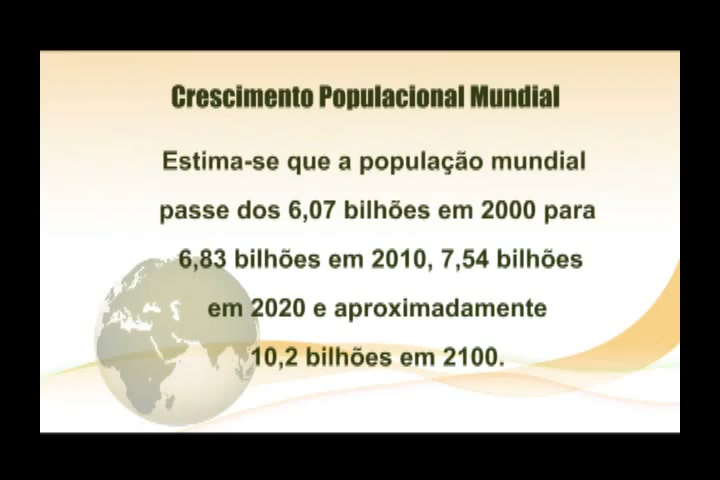 Crescimento Populacional Mundial
Estima-se que a população mundial
passe dos 6,07 bilhões em 2000 para
6,83 bilhões em 2010, 7,54 bilhões
em 2020 e aproximadamente
10,2 bilhões em 2100.